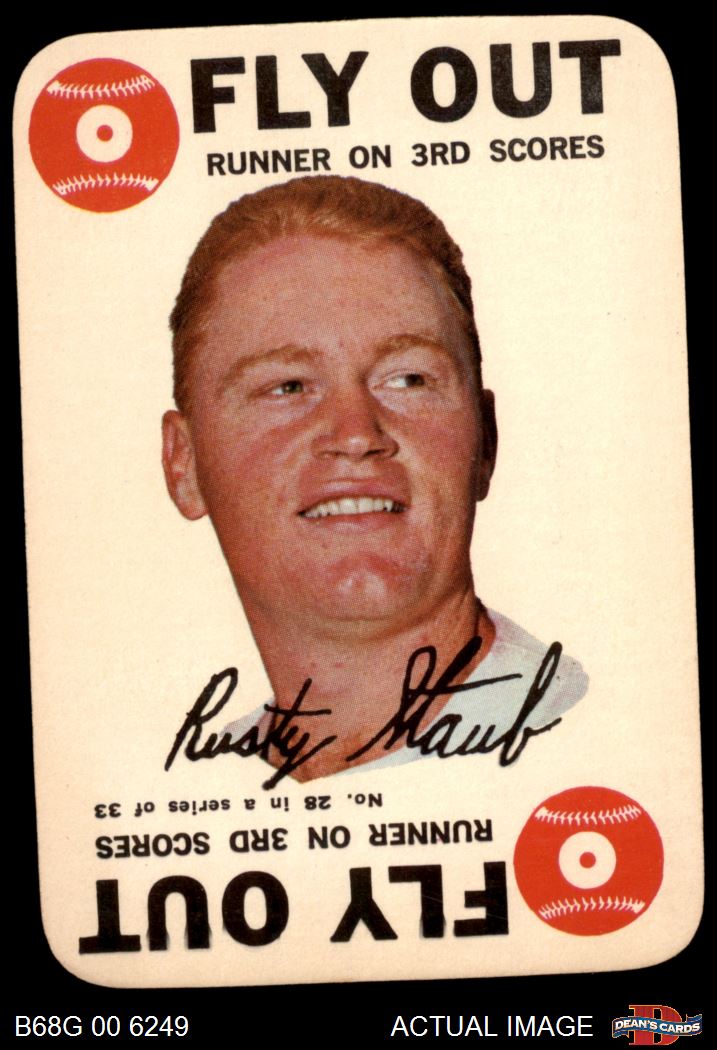 FLY OUT
RUNNER ON 3RD SCORES
Rusty Staub
No. 28 in a series of 33
RUNNER ON 3RD SCORES
FLY OUT
B68G 00 6249
ACTUAL IMAGE
D
DEAN'S CARDS